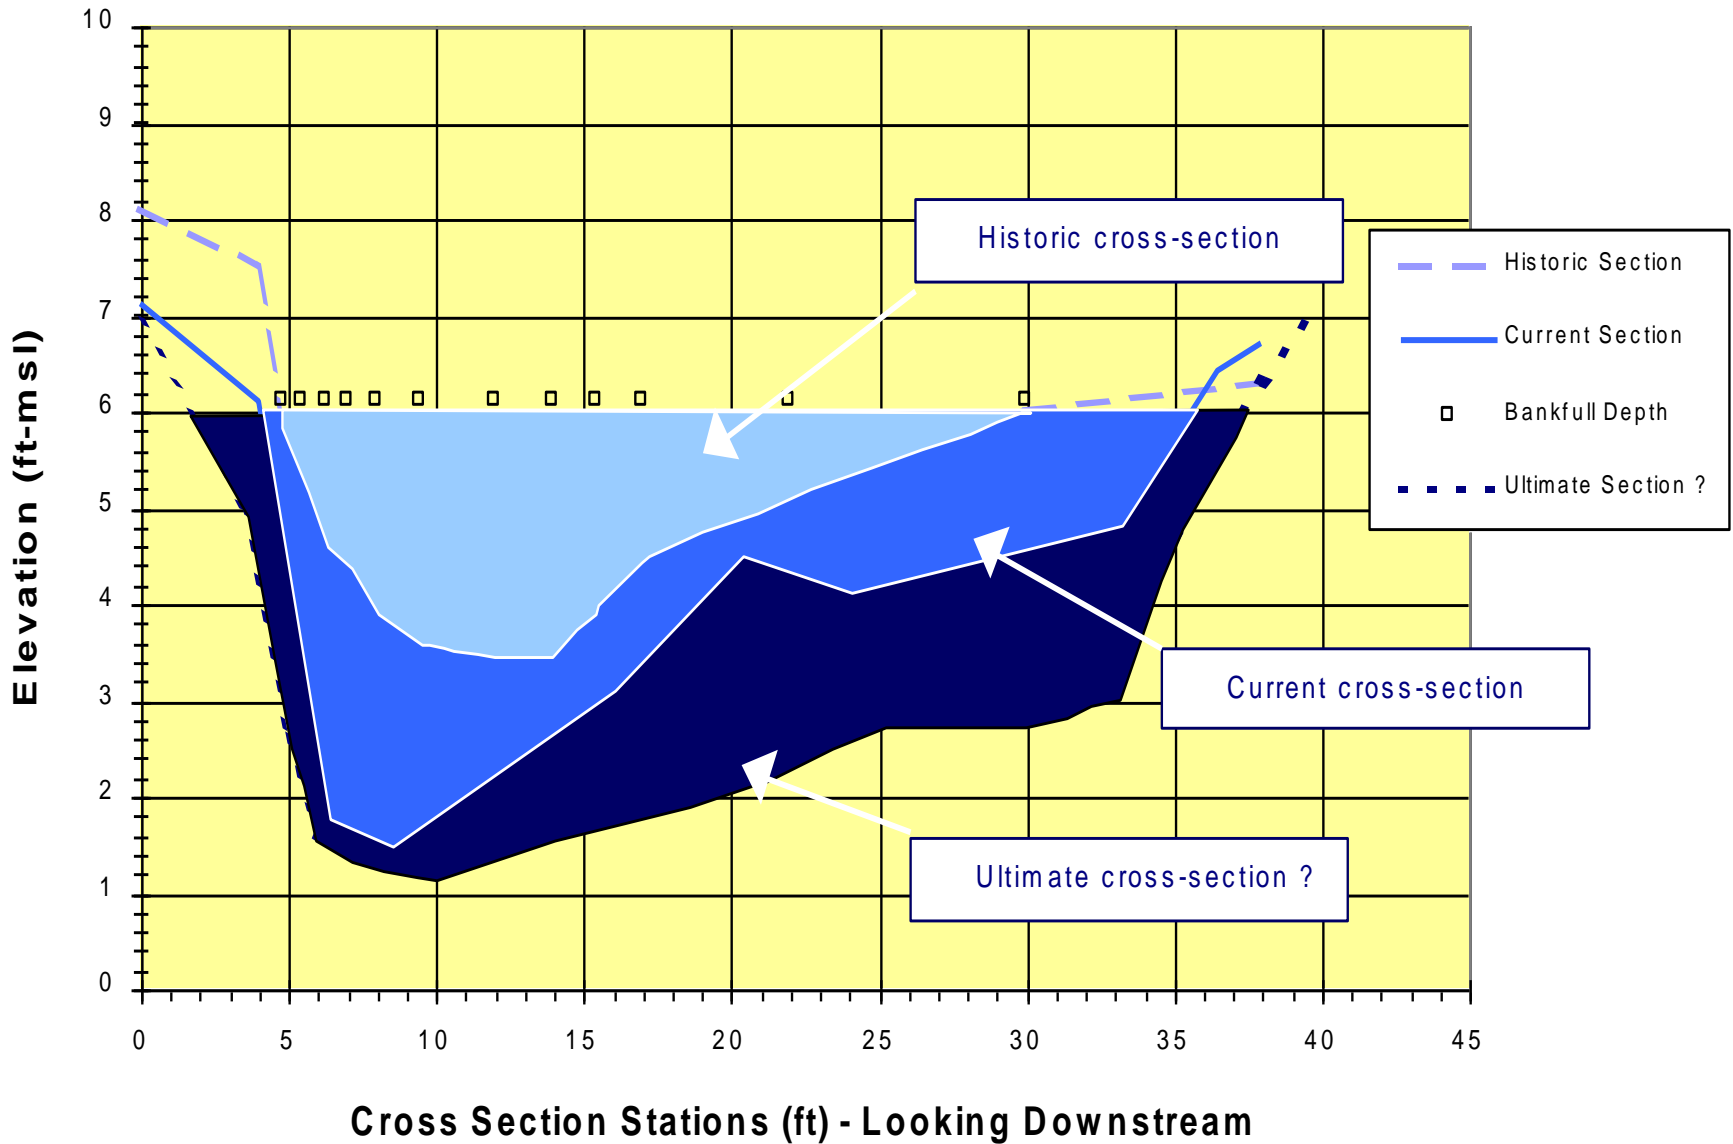 10
9
8
7
6
5
4
3
2
1
0
Elevation (ft-msl)
Historic cross-section
Current cross-section
Ultimate cross-section ?
Historic Section
Current Section
Bankfull Depth
Ultimate Section ?
0 5 10 15 20 25 30 35 40 45
Cross Section Stations (ft) - Looking Downstream